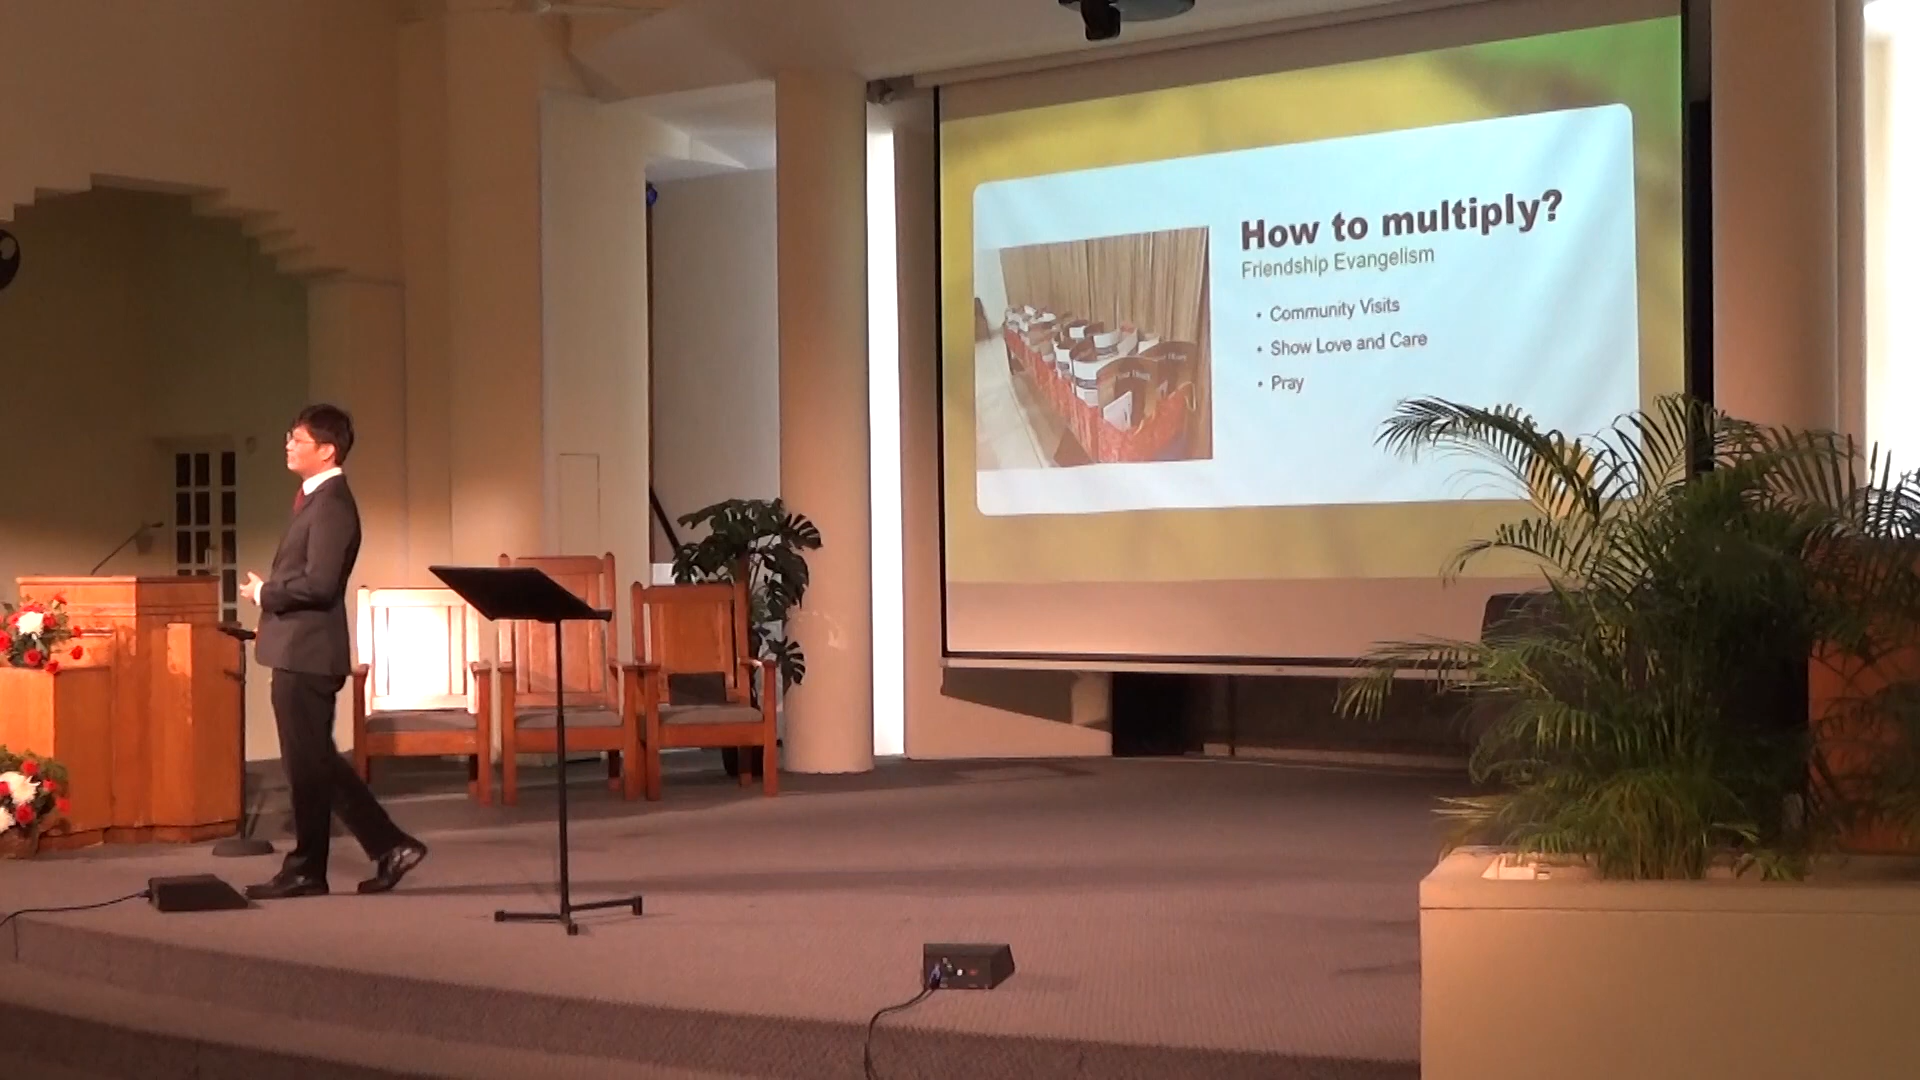 How to multiply?
Friendship Evangelism
• Community Visits
• Show Love and Care
• Pray